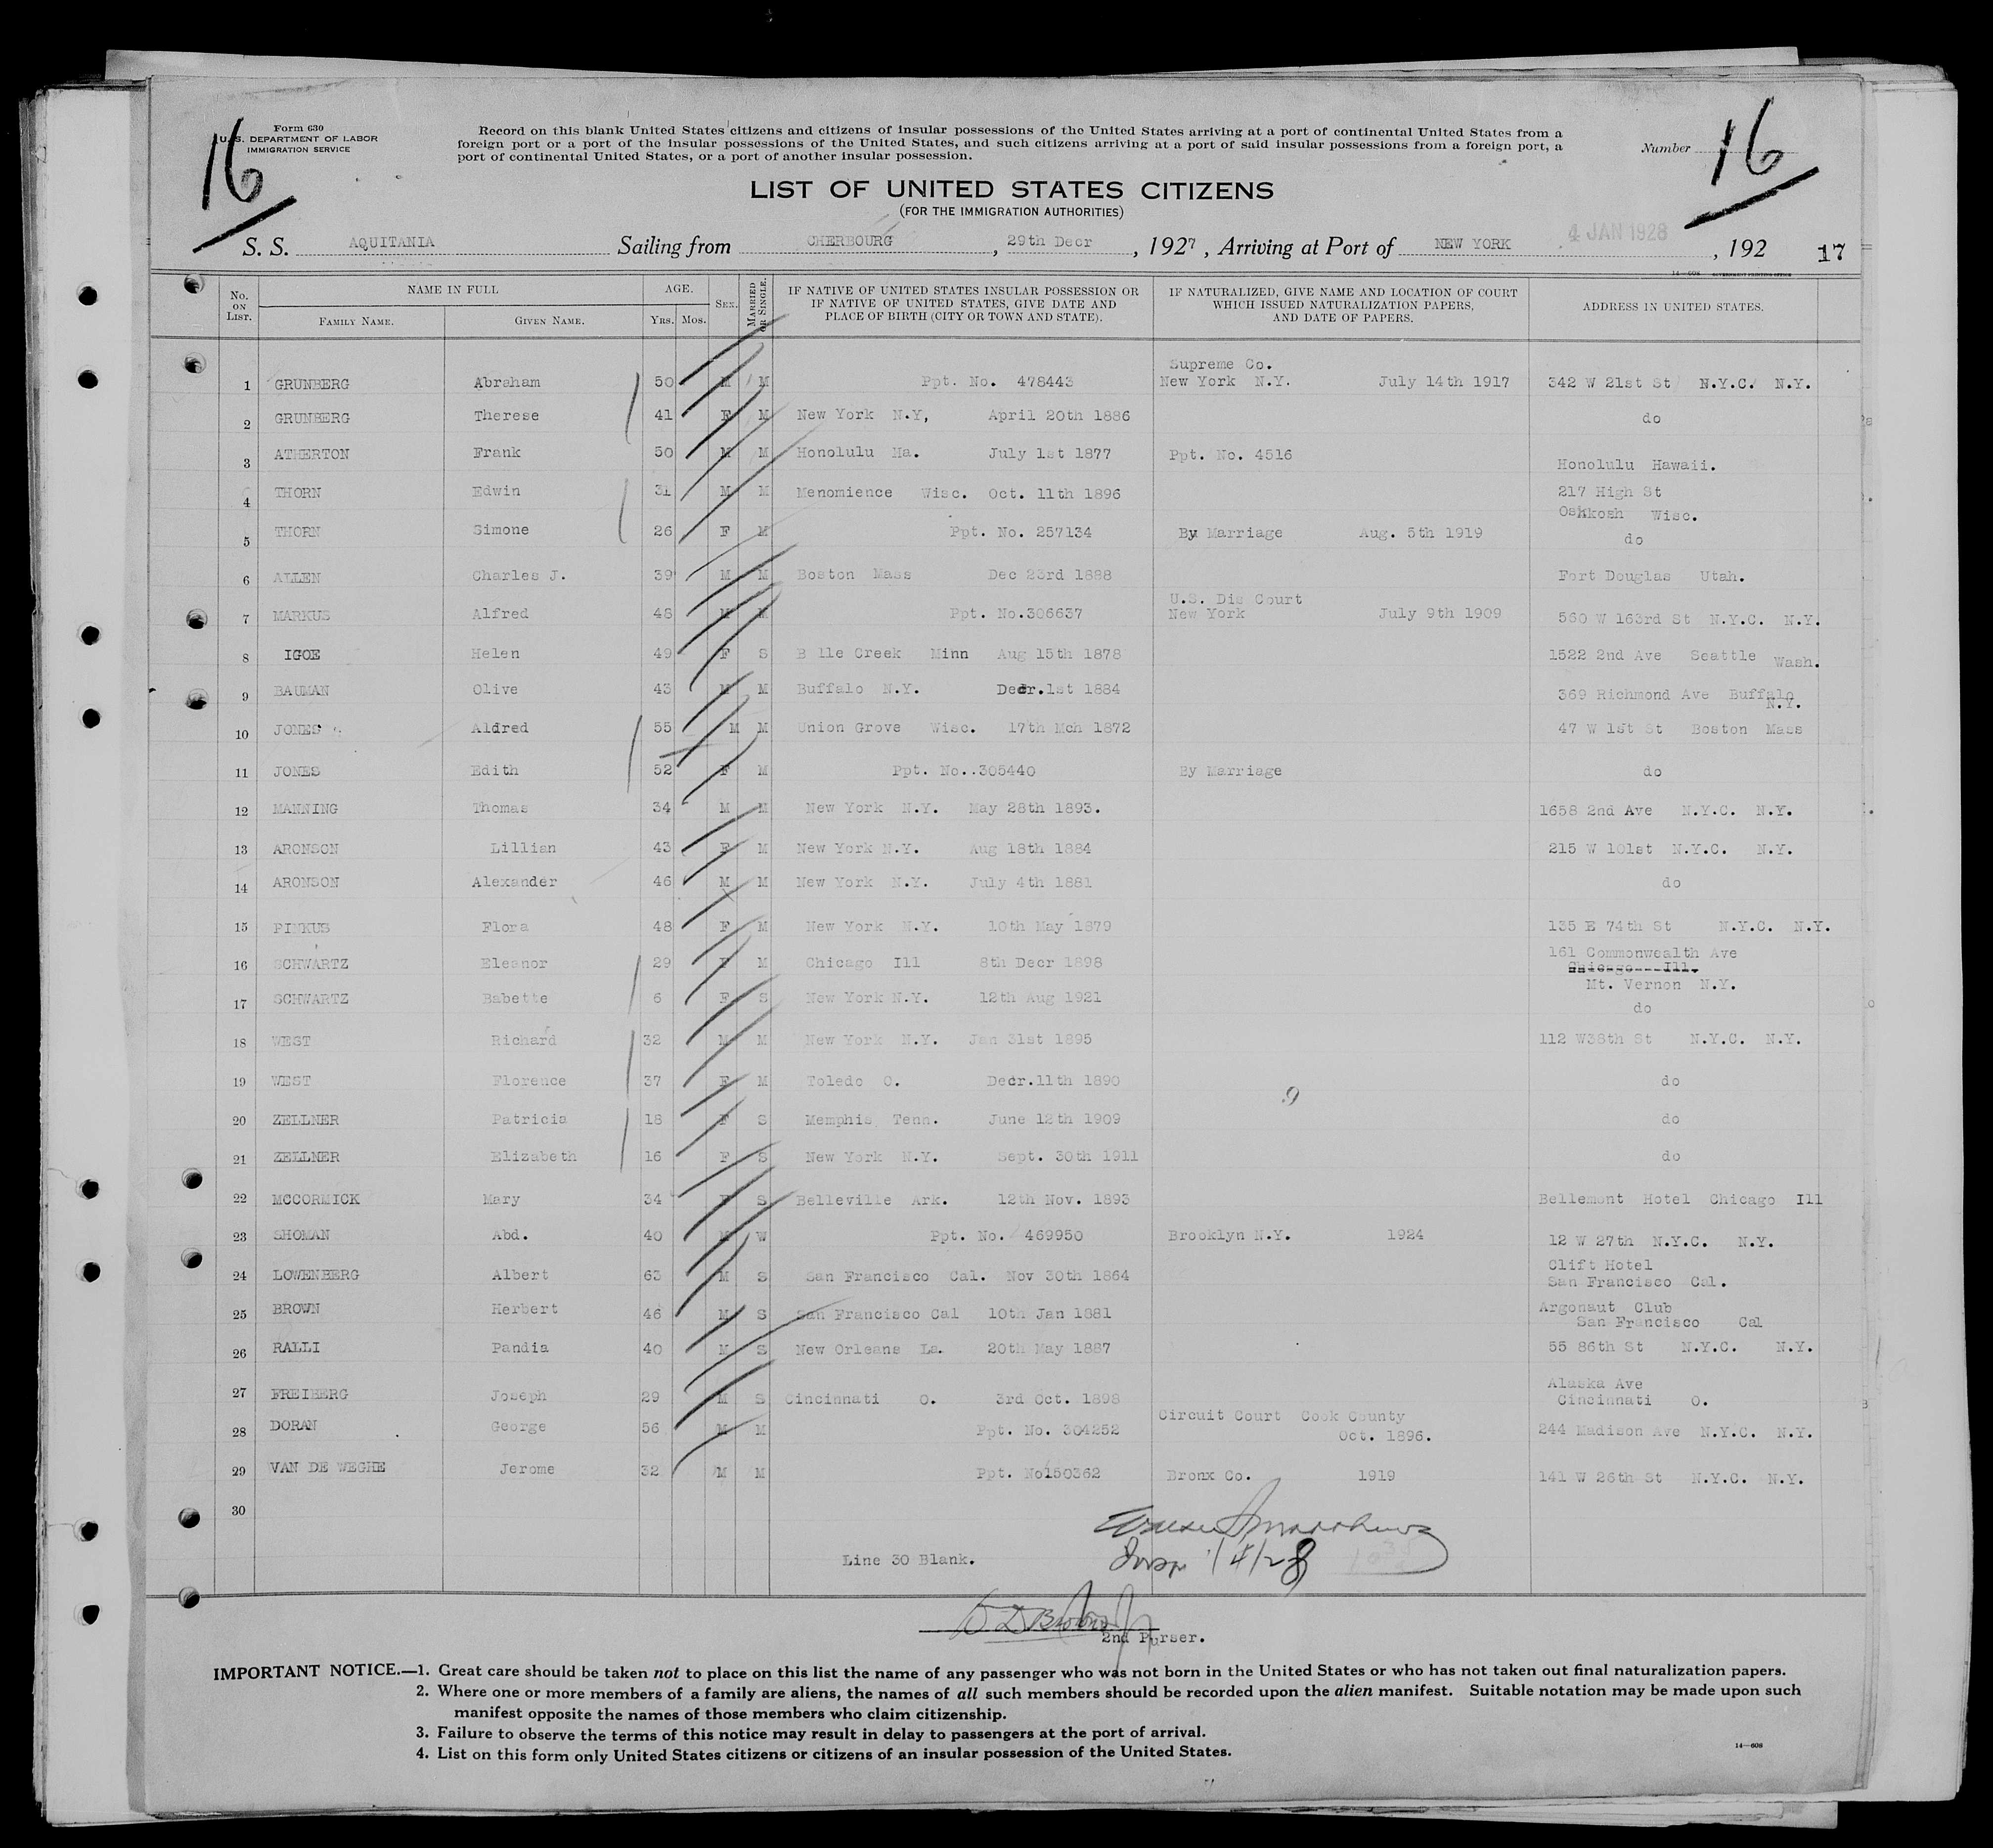 16
Form 630
U. S. DEPARTMENT OF LABOR
IMMIGRATION SERVICE
Record on this blank United States citizens and citizens of insular possessions of the United States arriving at a port of continental United States from a
foreign port or a port of the insular possessions of the United States, and such citizens arriving at a port of said insular possessions from a foreign port, a
port of continental United States, or a port of another insular possession.
Number 16
LIST OF UNITED STATES CITIZENS
(FOR THE IMMIGRATION AUTHORITIES)
S. S. AQUITANIA Sailing from CHERBOURG, 29th Decr, 1927, Arriving at Port of NEW YORK 4 JAN 1928, 192 17
14—608 GOVERNMENT PRINTING OFFICE
No. ON LIST. NAME IN FULL FAMILY NAME. GIVEN NAME. AGE. Yrs. Mos. SEX. MARRIED OR SINGLE. IF NATIVE OF UNITED STATES INSULAR POSSESSION OR IF NATIVE OF UNITED STATES, GIVE DATE AND PLACE OF BIRTH (CITY OR TOWN AND STATE). IF NATURALIZED, GIVE NAME AND LOCATION OF COURT WHICH ISSUED NATURALIZATION PAPERS, AND DATE OF PAPERS. ADDRESS IN UNITED STATES.
Supreme Co.
1 GRUNBERG Abraham 50 M M Ppt. No. 478443 New York N.Y. July 14th 1917 342 W 21st St N.Y.C. N.Y.
2 GRUNBERG Therese 41 F M New York N.Y, April 20th 1886 do
3 ATHERTON Frank 50 M M Honolulu Ha. July 1st 1877 Ppt. No. 4516 Honolulu Hawaii.
4 THORN Edwin 31 M M Menomience Wisc. Oct. 11th 1896 217 High St
Oshkosh Wisc.
5 THORN Simone 26 F M Ppt. No. 257134 By Marriage Aug. 5th 1919 do
6 ALLEN Charles J. 39 M M Boston Mass Dec 23rd 1888 Fort Douglas Utah.
U.S. Dis Court
7 MARKUS Alfred 48 M M Ppt. No.306637 New York July 9th 1909 560 W 163rd St N.Y.C. N.Y.
8 IGOE Helen 49 F S B lle Creek Minn Aug 15th 1878 1522 2nd Ave Seattle Wash.
9 BAUMAN Olive 43 M M Buffalo N.Y. Decr.1st 1884 369 Richmond Ave Buffalo
N.Y.
10 JONES Aldred 55 M M Union Grove Wisc. 17th Mch 1872 47 W 1st St Boston Mass
11 JONES Edith 52 F M Ppt. No..305440 By Marriage do
12 MANNING Thomas 34 M M New York N.Y. May 28th 1893. 1658 2nd Ave N.Y.C. N.Y.
13 ARONSON Lillian 43 F M New York N.Y. Aug 18th 1884 215 W 101st N.Y.C. N.Y.
14 ARONSON Alexander 46 M M New York N.Y. July 4th 1881 do
15 PINKUS Flora 48 F M New York N.Y. 10th May 1879 135 E 74th St N.Y.C. N.Y.
16 SCHWARTZ Eleanor 29 F M Chicago Ill 8th Decr 1898 161 Commonwealth Ave
Chicago Ill.
Mt. Vernon N.Y.
17 SCHWARTZ Babette 6 F S New York N.Y. 12th Aug 1921 do
18 WEST Richard 32 M M New York N.Y. Jan 31st 1895 112 W38th St N.Y.C. N.Y.
19 WEST Florence 37 F M Toledo O. Decr.11th 1890 do
20 ZELLNER Patricia 18 F S Memphis Tenn. June 12th 1909 do
21 ZELLNER Elizabeth 16 F S New York N.Y. Sept. 30th 1911 do
22 MCCORMICK Mary 34 F S Belleville Ark. 12th Nov. 1893 Bellemont Hotel Chicago Ill
23 SHOMAN Abd. 40 M W Ppt. No. 469950 Brooklyn N.Y. 1924 12 W 27th N.Y.C. N.Y.
24 LOWENBERG Albert 63 M S San Francisco Cal. Nov 30th 1864 Clift Hotel
San Francisco Cal.
25 BROWN Herbert 46 M S San Francisco Cal 10th Jan 1881 Argonaut Club
San Francisco Cal
26 RALLI Pandia 40 M S New Orleans La. 20th May 1887 55 86th St N.Y.C. N.Y.
27 FREIBERG Joseph 29 M S Cincinnati O. 3rd Oct. 1898 Alaska Ave
Cincinnati O.
28 DORAN George 56 M M Ppt. No. 304252 Circuit Court Cook County
Oct. 1896. 244 Madison Ave N.Y.C. N.Y.
29 VAN DE WEGHE Jerome 32 M M Ppt. No150362 Bronx Co. 1919 141 W 26th St N.Y.C. N.Y.
30
Line 30 Blank.
Insp 1/4/28
2nd Purser.
IMPORTANT NOTICE.—1. Great care should be taken not to place on this list the name of any passenger who was not born in the United States or who has not taken out final naturalization papers.
2. Where one or more members of a family are aliens, the names of all such members should be recorded upon the alien manifest. Suitable notation may be made upon such
manifest opposite the names of those members who claim citizenship.
3. Failure to observe the terms of this notice may result in delay to passengers at the port of arrival.
4. List on this form only United States citizens or citizens of an insular possession of the United States.
14—608